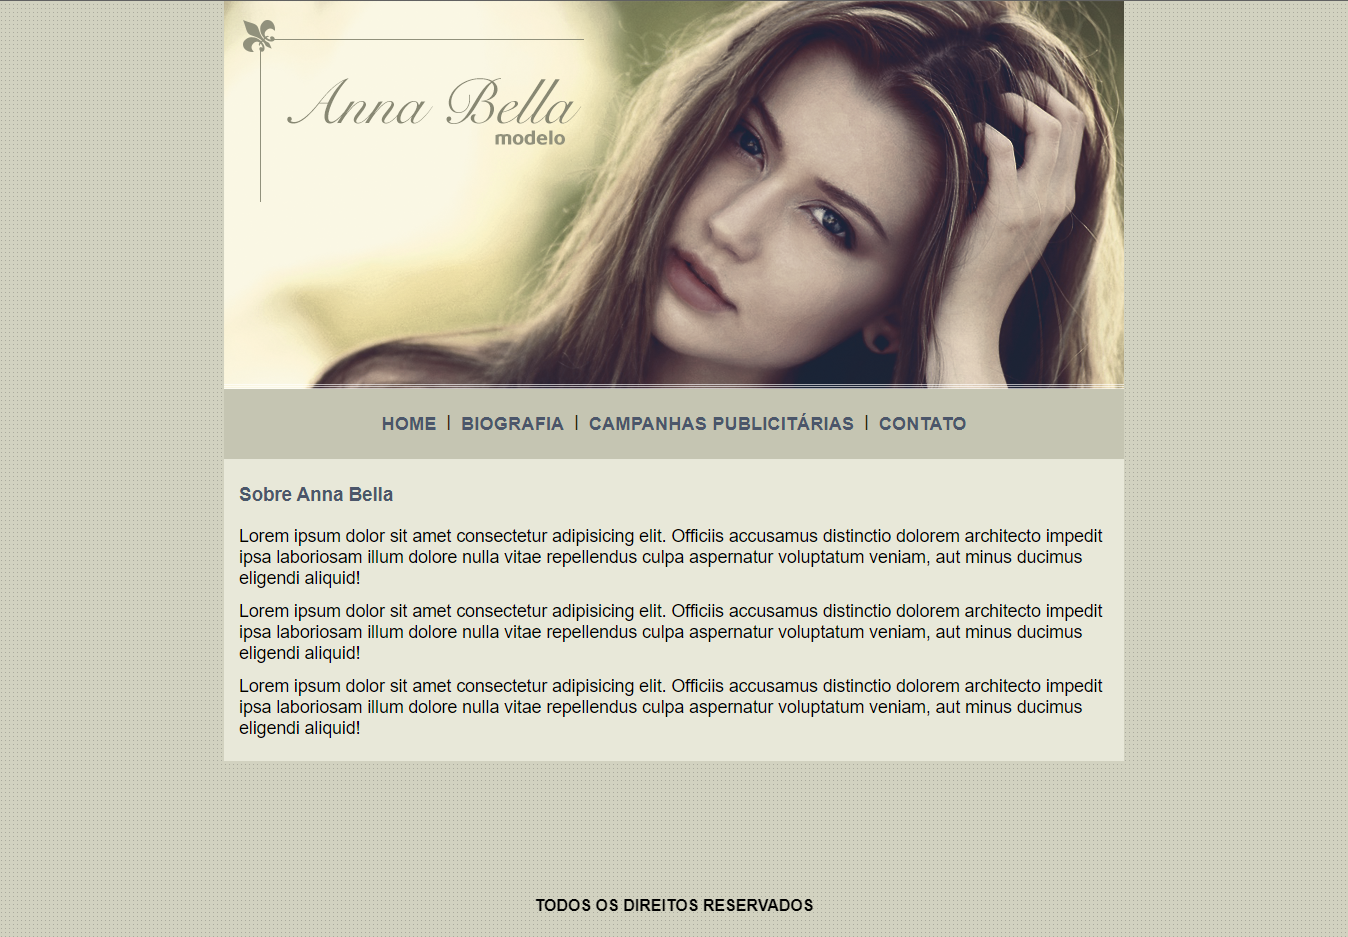 Anna Bella
modelo
HOME | BIOGRAFIA | CAMPANHAS PUBLICITÁRIAS | CONTATO
Sobre Anna Bella
Lorem ipsum dolor sit amet consectetur adipisicing elit. Officiis accusamus distinctio dolorem architecto impedit
ipsa laboriosam illum dolore nulla vitae repellendus culpa aspernatur voluptatum veniam, aut minus ducimus
eligendi aliquid!
Lorem ipsum dolor sit amet consectetur adipisicing elit. Officiis accusamus distinctio dolorem architecto impedit
ipsa laboriosam illum dolore nulla vitae repellendus culpa aspernatur voluptatum veniam, aut minus ducimus
eligendi aliquid!
Lorem ipsum dolor sit amet consectetur adipisicing elit. Officiis accusamus distinctio dolorem architecto impedit
ipsa laboriosam illum dolore nulla vitae repellendus culpa aspernatur voluptatum veniam, aut minus ducimus
eligendi aliquid!
TODOS OS DIREITOS RESERVADOS